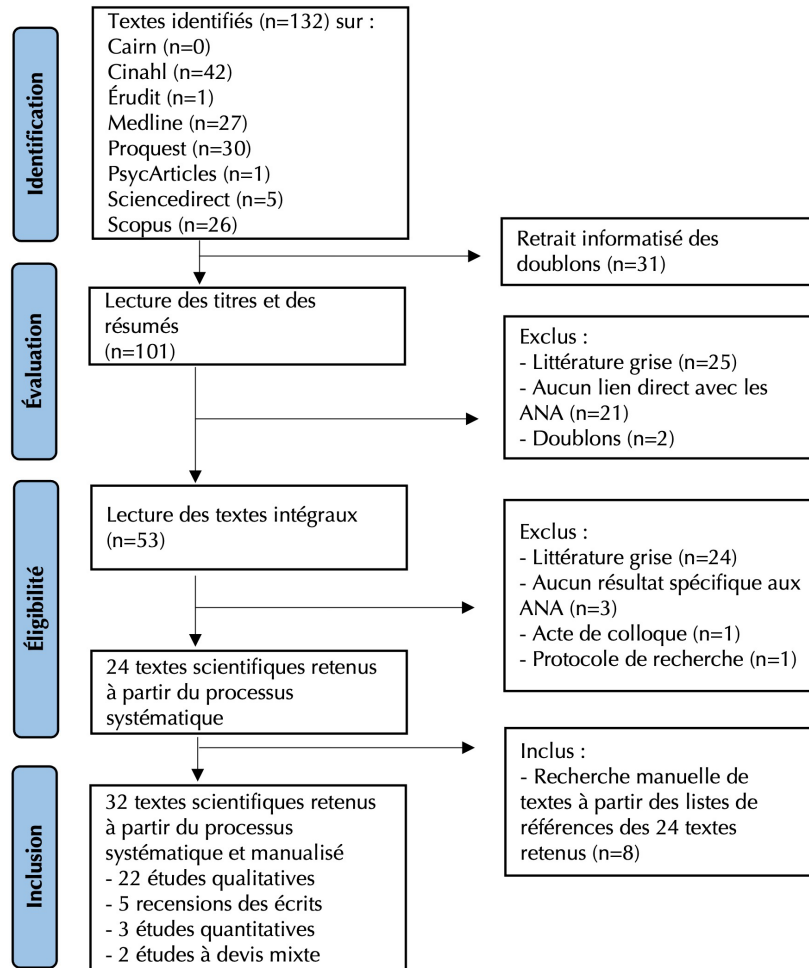 Identification
Textes identifiés (n=132) sur :
Cairn (n=0)
Cinahl (n=42)
Érudit (n=1)
Medline (n=27)
Proquest (n=30)
PsycArticles (n=1)
Sciencedirect (n=5)
Scopus (n=26)
Retrait informatisé des
doublons (n=31)
Évaluation
Lecture des titres et des
résumés
(n=101)
Exclus :
- Littérature grise (n=25)
- Aucun lien direct avec les
ANA (n=21)
- Doublons (n=2)
Éligibilité
Lecture des textes intégraux
(n=53)
Exclus :
- Littérature grise (n=24)
- Aucun résultat spécifique aux
ANA (n=3)
- Acte de colloque (n=1)
- Protocole de recherche (n=1)
24 textes scientifiques retenus
à partir du processus
systématique
Inclus :
- Recherche manuelle de
textes à partir des listes de
références des 24 textes
retenus (n=8)
Inclusion
32 textes scientifiques retenus
à partir du processus
systématique et manualisé
- 22 études qualitatives
- 5 recensions des écrits
- 3 études quantitatives
- 2 études à devis mixte